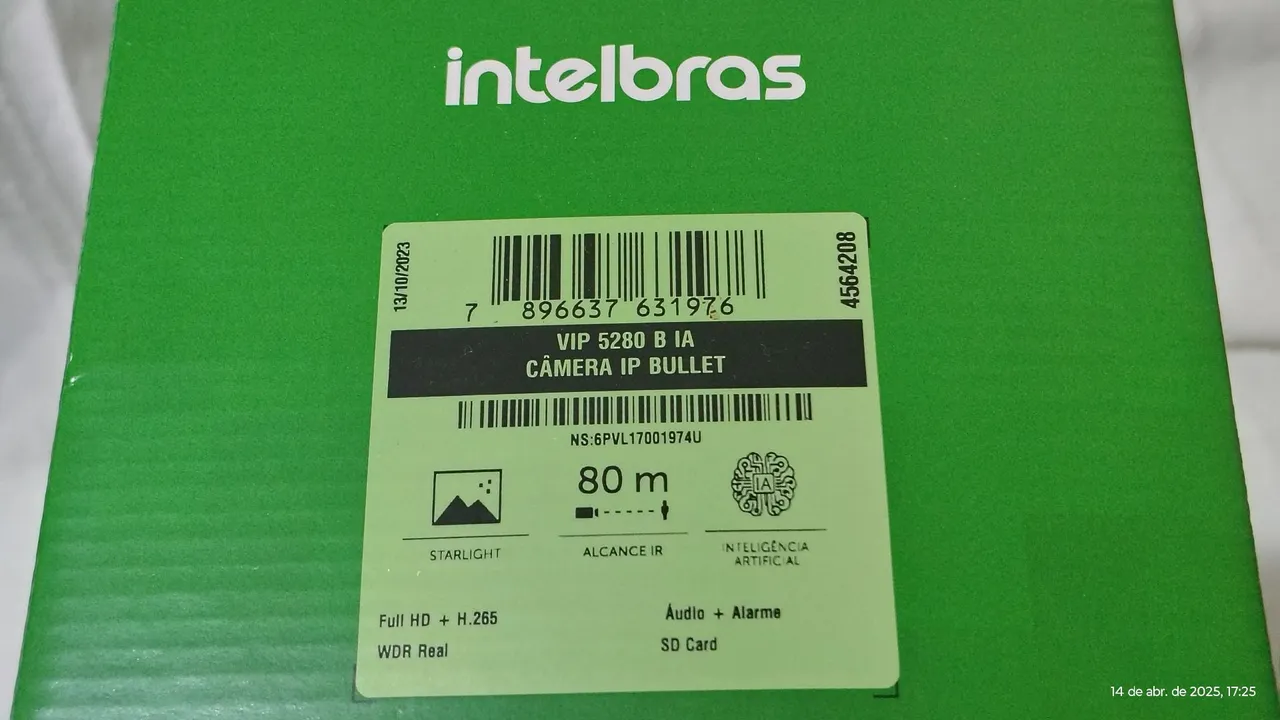 intelbras
13/10/2023
4564208
7 896637 631976
VIP 5280 B IA
CÂMERA IP BULLET
NS:6PVL17001974U
80 m
IA
STARLIGHT
ALCANCE IR
INTELIGÊNCIA
ARTIFICIAL
Full HD + H.265
Áudio + Alarme
WDR Real
SD Card
14 de abr. de 2025, 17:25